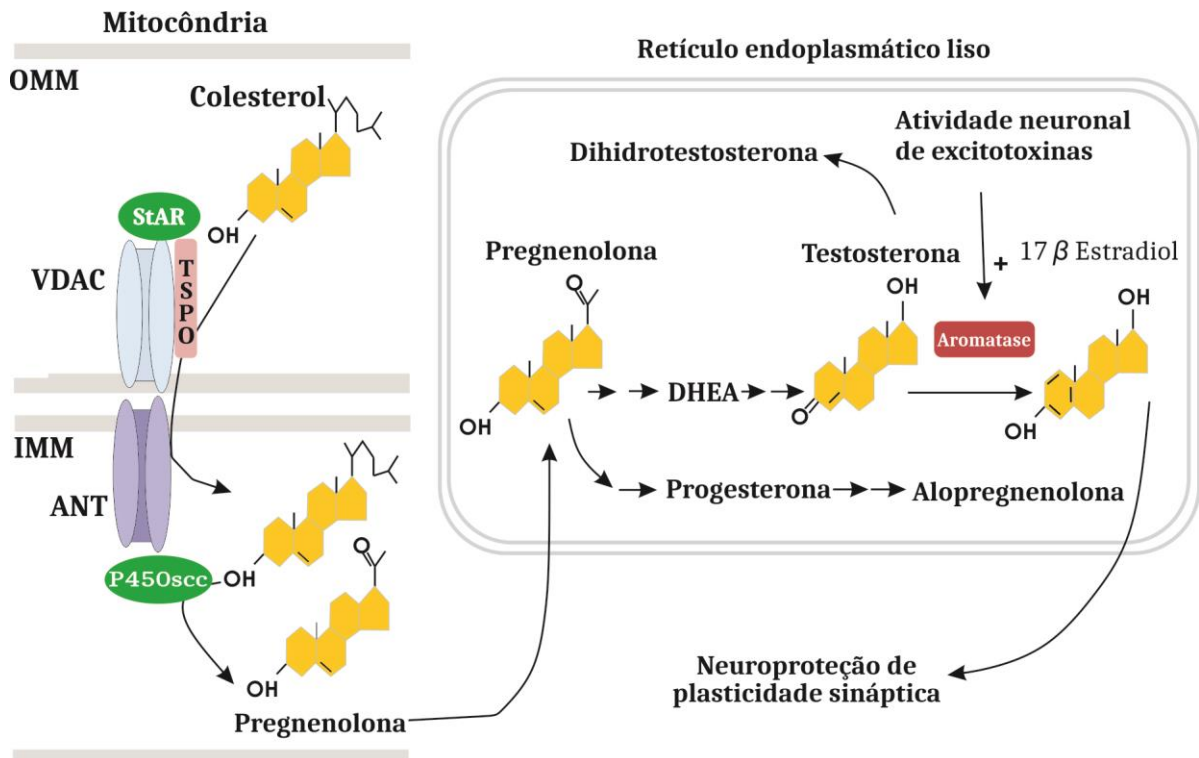 Mitocôndria
OMM
Colesterol
OH
StAR
TSPO
VDAC
IMM
ANT
P450scc
OH
O
OH
Pregnenolona
Retículo endoplasmático liso
Atividade neuronal
de excitotoxinas
Dihidrotestosterona
Pregnenolona
O
OH
Testosterona
OH
O
+
17 β Estradiol
OH
OH
Aromatase
DHEA
Progesterona
Alopregnenolona
Neuroproteção de
plasticidade sináptica